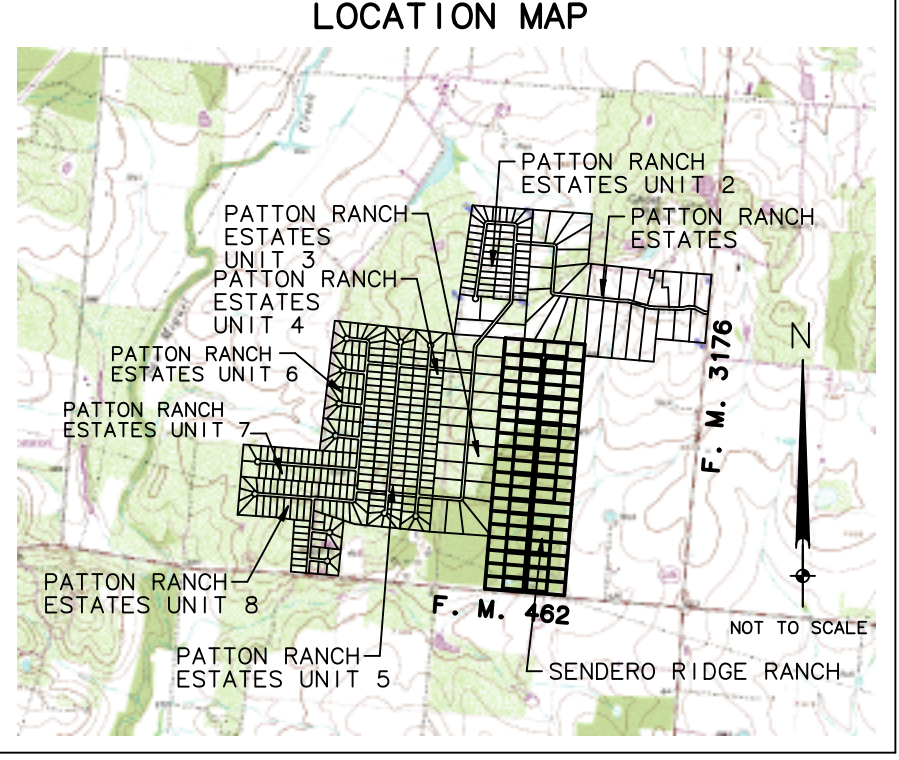 LOCATION MAP
PATTON RANCH
ESTATES UNIT 2
PATTON RANCH
ESTATES
UNIT 3
PATTON RANCH
ESTATES
PATTON RANCH
ESTATES
UNIT 4
PATTON RANCH
ESTATES UNIT 6
PATTON RANCH
ESTATES UNIT 7
PATTON RANCH
ESTATES UNIT 8
PATTON RANCH
ESTATES UNIT 5
SENDERO RIDGE RANCH
F. M. 462
F. M. 3176
N
NOT TO SCALE
Creek